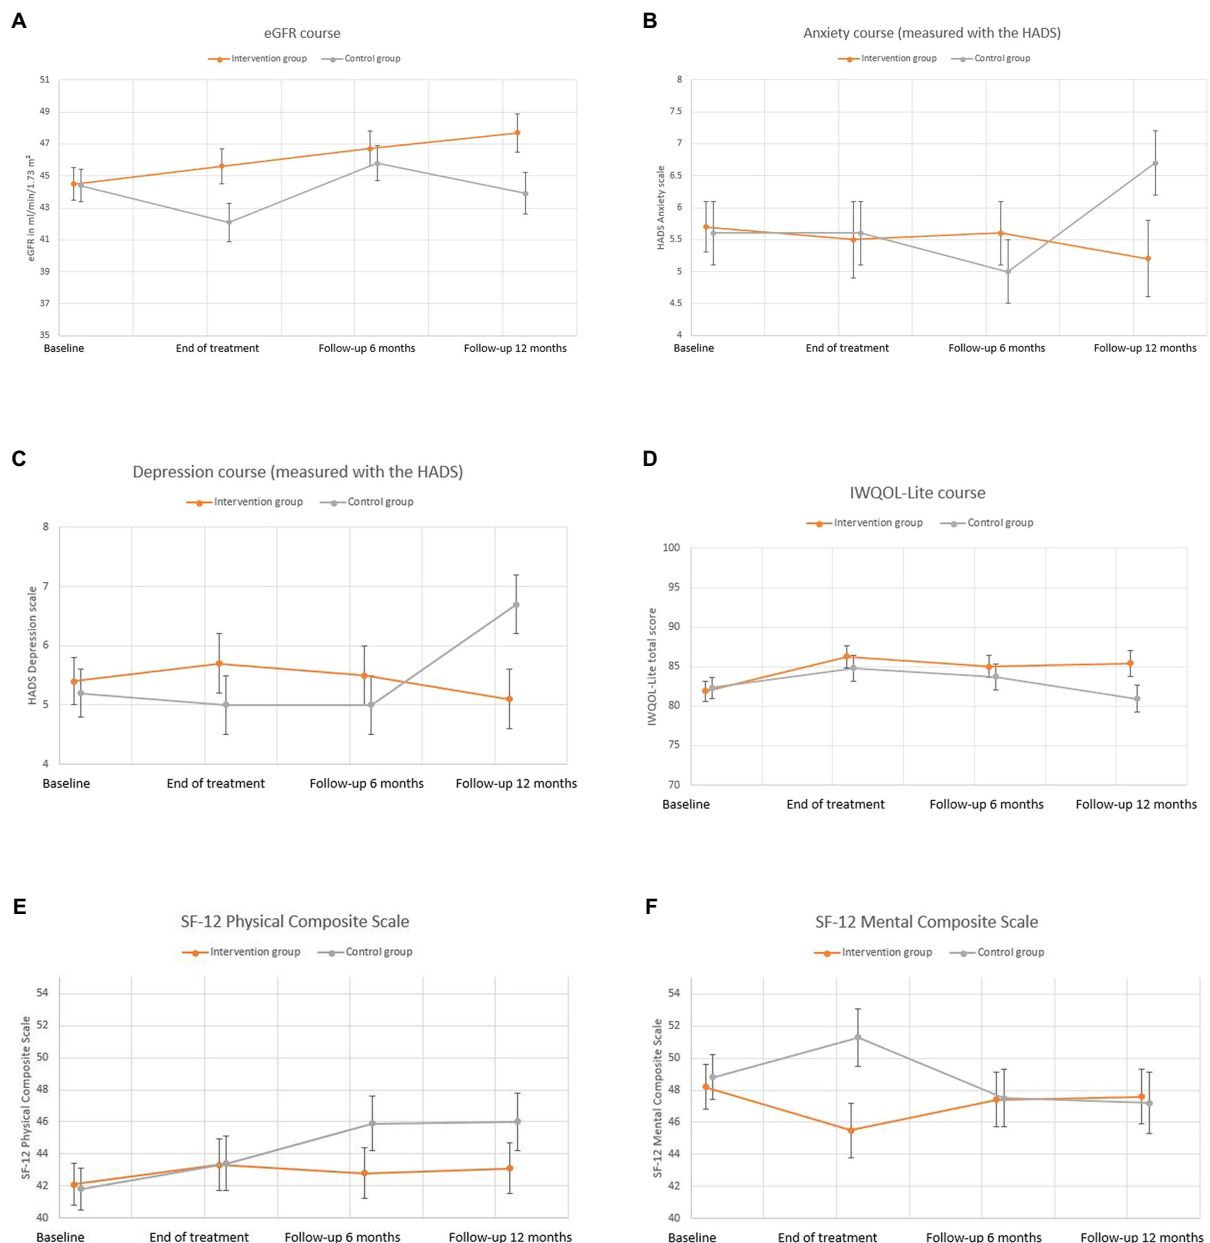 A
eGFR course
Intervention group Control group
eGFR in ml/min/1.73 m²
51
49
47
45
43
41
39
37
35
Baseline End of treatment Follow-up 6 months Follow-up 12 months
B
Anxiety course (measured with the HADS)
Intervention group Control group
HADS Anxiety scale
8
7.5
7
6.5
6
5.5
5
4.5
4
Baseline End of treatment Follow-up 6 months Follow-up 12 months
C
Depression course (measured with the HADS)
Intervention group Control group
HADS Depression scale
8
7
6
5
4
Baseline End of treatment Follow-up 6 months Follow-up 12 months
D
IWQOL-Lite course
Intervention group Control group
IWQOL-Lite total score
100
95
90
85
80
75
70
Baseline End of treatment Follow-up 6 months Follow-up 12 months
E
SF-12 Physical Composite Scale
Intervention group Control group
SF-12 Physical Composite Scale
54
52
50
48
46
44
42
40
Baseline End of treatment Follow-up 6 months Follow-up 12 months
F
SF-12 Mental Composite Scale
Intervention group Control group
SF-12 Mental Composite Scale
54
52
50
48
46
44
42
40
Baseline End of treatment Follow-up 6 months Follow-up 12 months